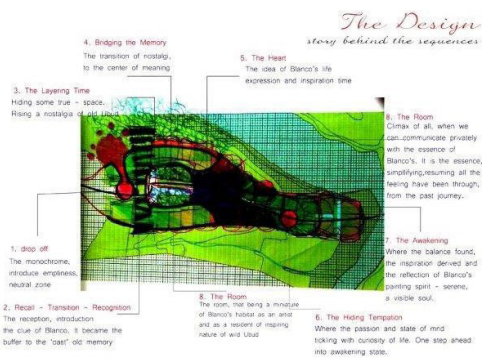 The Design
story behind the sequences
4. Bridging the Memory
The transition of nostalgi,
to the center of meaning
5. The Heart
The idea of Blanco's life
expression and inspiration time
3. The Layering Time
Hiding some true - space.
Rising a nostalgia of old Ubud
8. The Room
Climax of all, when we
can communicate privately
with the essence of
Blanco's. It is the essence,
simplifying,resuming all the
feeling have been through,
from the past journey.
1. drop off
The monochrome,
introduce emptiness,
neutral zone
7. The Awakening
Where the balance found,
the inspiration derived and
the reflection of Blanco's
painting spirit - serene,
a visible soul.
2. Recall - Transition - Recognition
The reception, introduction
the clue of Blanco. It became the
buffer to the 'past' old memory
8. The Room
The room, that being a miniature
of Blanco's habitat as an artist
and as a resident of inspiring
nature of wild Ubud
6. The Hiding Temptation
Where the passion and state of mind
ticking with curiosity of life. One step ahead
into awakening state.